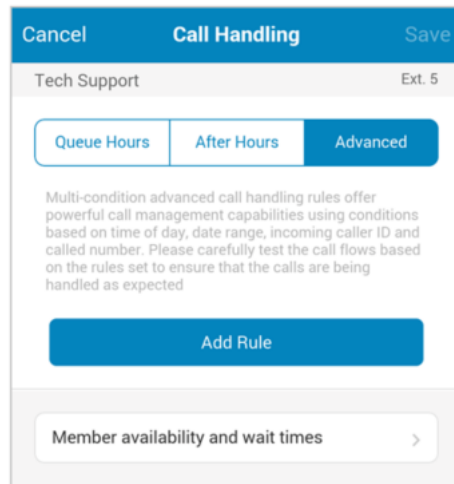 Cancel Call Handling Save
Tech Support Ext. 5
Queue Hours After Hours Advanced
Multi-condition advanced call handling rules offer
powerful call management capabilities using conditions
based on time of day, date range, incoming caller ID and
called number. Please carefully test the call flows based
on the rules set to ensure that the calls are being
handled as expected
Add Rule
Member availability and wait times